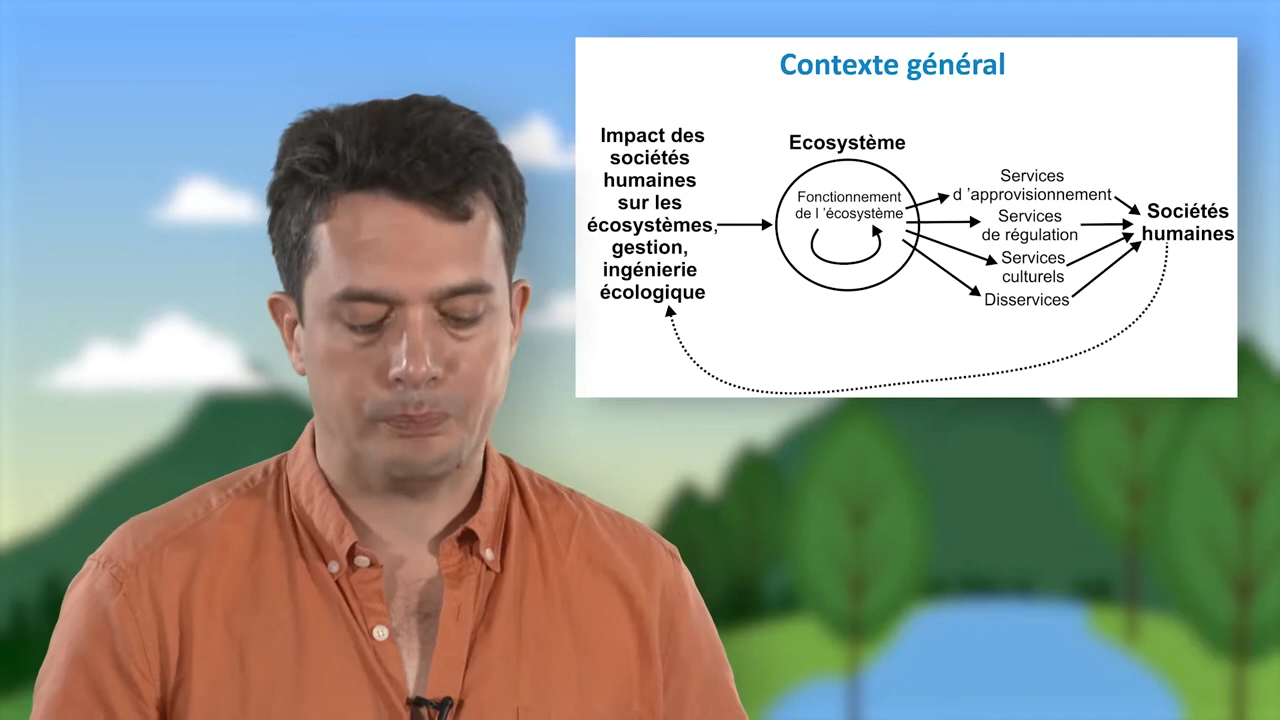 Contexte général
Impact des
sociétés
humaines
sur les
écosystèmes,
gestion,
ingénierie
écologique
Ecosystème
Fonctionnement
de l 'écosystème
Services
d 'approvisionnement
Services
de régulation
Services
culturels
Disservices
Sociétés
humaines